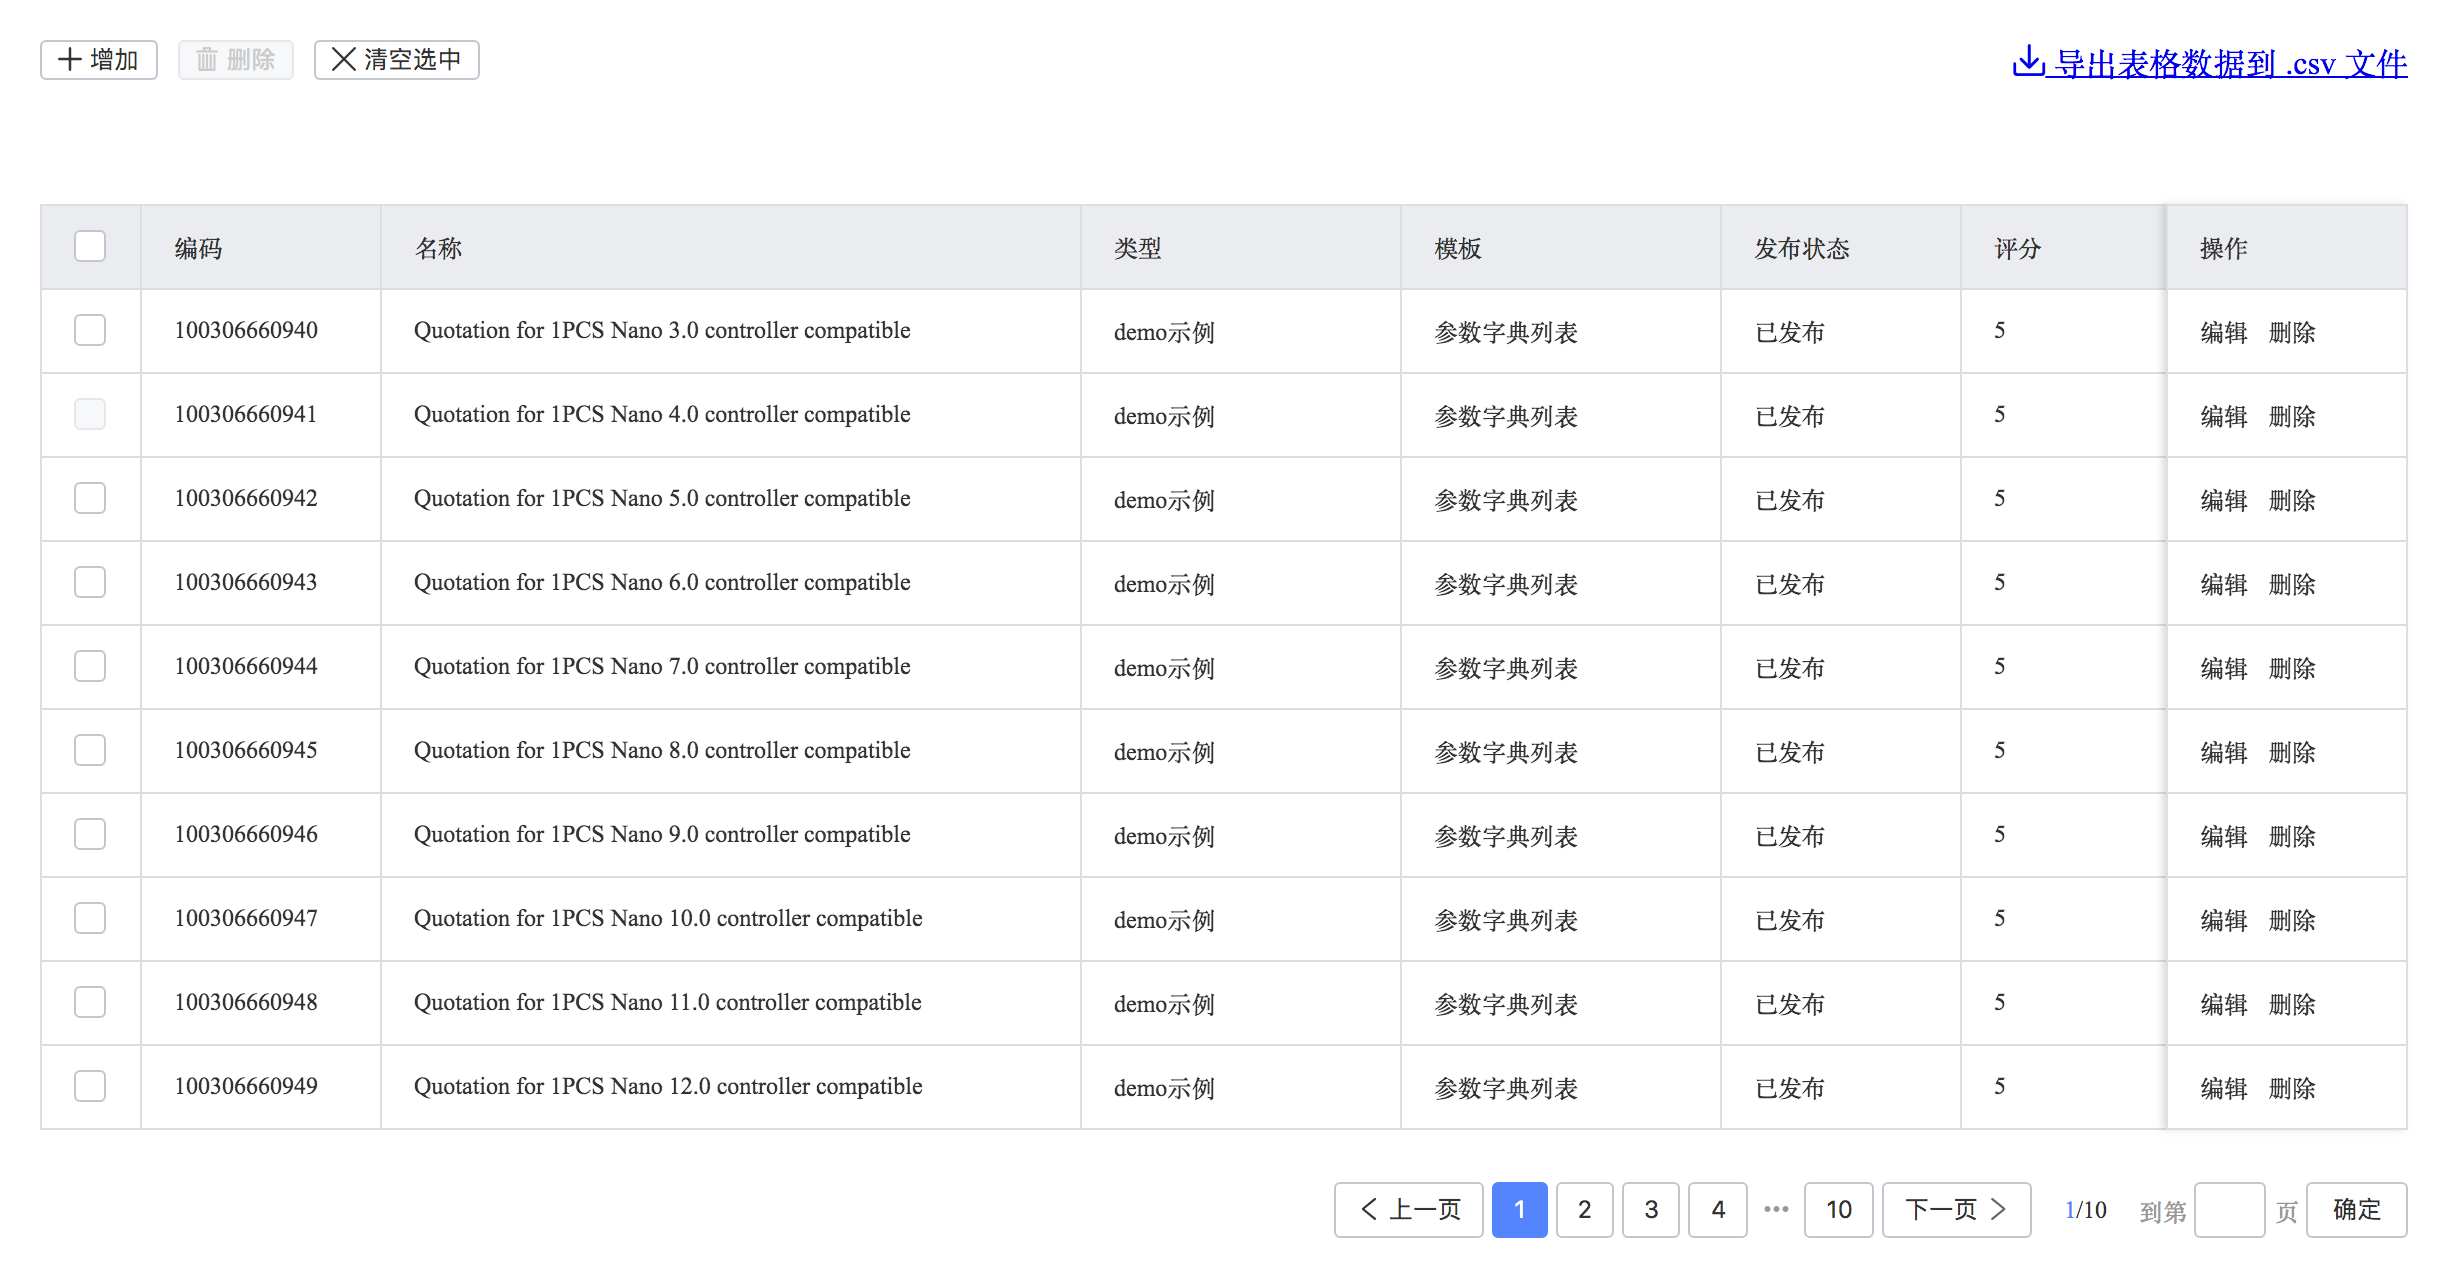 增加 删除 清空选中 导出表格数据到 .csv 文件
编码 名称 类型 模板 发布状态 评分 操作
100306660940 Quotation for 1PCS Nano 3.0 controller compatible demo示例 参数字典列表 已发布 5 编辑 删除
100306660941 Quotation for 1PCS Nano 4.0 controller compatible demo示例 参数字典列表 已发布 5 编辑 删除
100306660942 Quotation for 1PCS Nano 5.0 controller compatible demo示例 参数字典列表 已发布 5 编辑 删除
100306660943 Quotation for 1PCS Nano 6.0 controller compatible demo示例 参数字典列表 已发布 5 编辑 删除
100306660944 Quotation for 1PCS Nano 7.0 controller compatible demo示例 参数字典列表 已发布 5 编辑 删除
100306660945 Quotation for 1PCS Nano 8.0 controller compatible demo示例 参数字典列表 已发布 5 编辑 删除
100306660946 Quotation for 1PCS Nano 9.0 controller compatible demo示例 参数字典列表 已发布 5 编辑 删除
100306660947 Quotation for 1PCS Nano 10.0 controller compatible demo示例 参数字典列表 已发布 5 编辑 删除
100306660948 Quotation for 1PCS Nano 11.0 controller compatible demo示例 参数字典列表 已发布 5 编辑 删除
100306660949 Quotation for 1PCS Nano 12.0 controller compatible demo示例 参数字典列表 已发布 5 编辑 删除
上一页 1 2 3 4 ••• 10 下一页 1/10 到第 页 确定